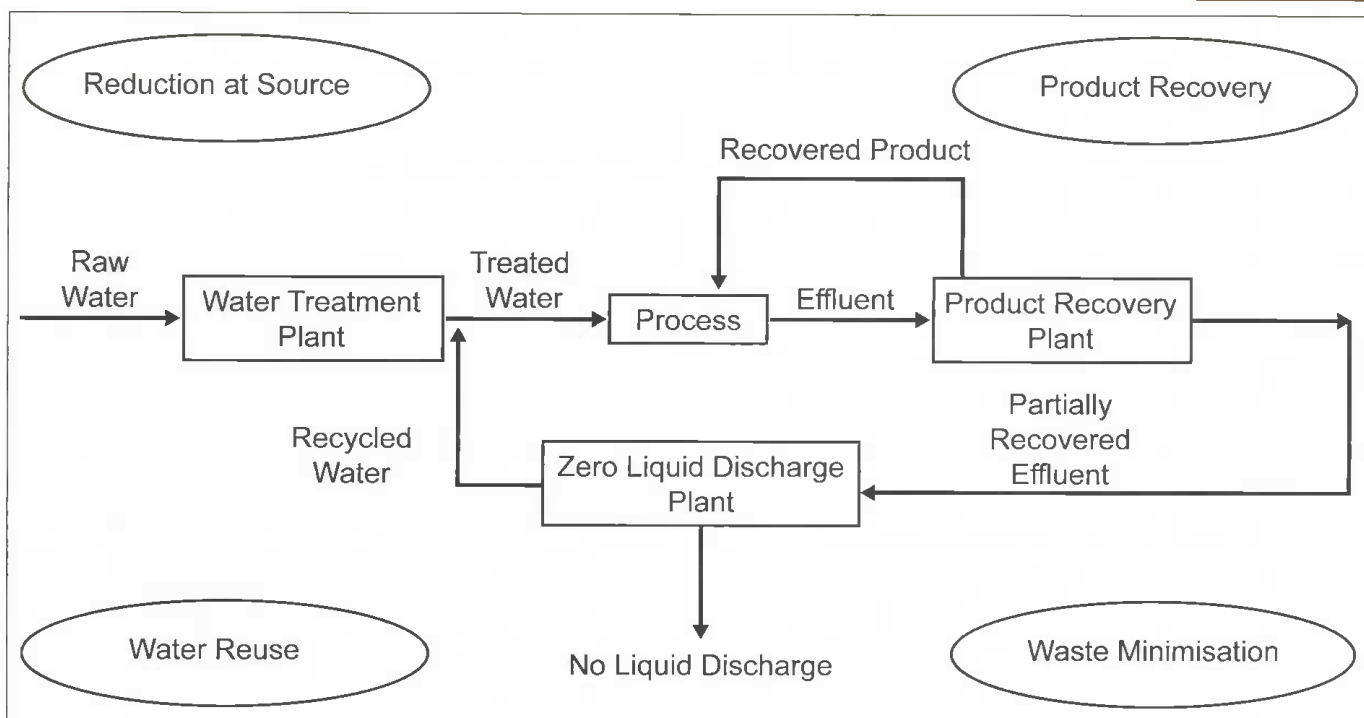 Reduction at Source
Product Recovery
Recovered Product
Raw
Water
Water Treatment
Plant
Treated
Water
Process
Effluent
Product Recovery
Plant
Partially
Recovered
Effluent
Recycled
Water
Zero Liquid Discharge
Plant
Water Reuse
No Liquid Discharge
Waste Minimisation